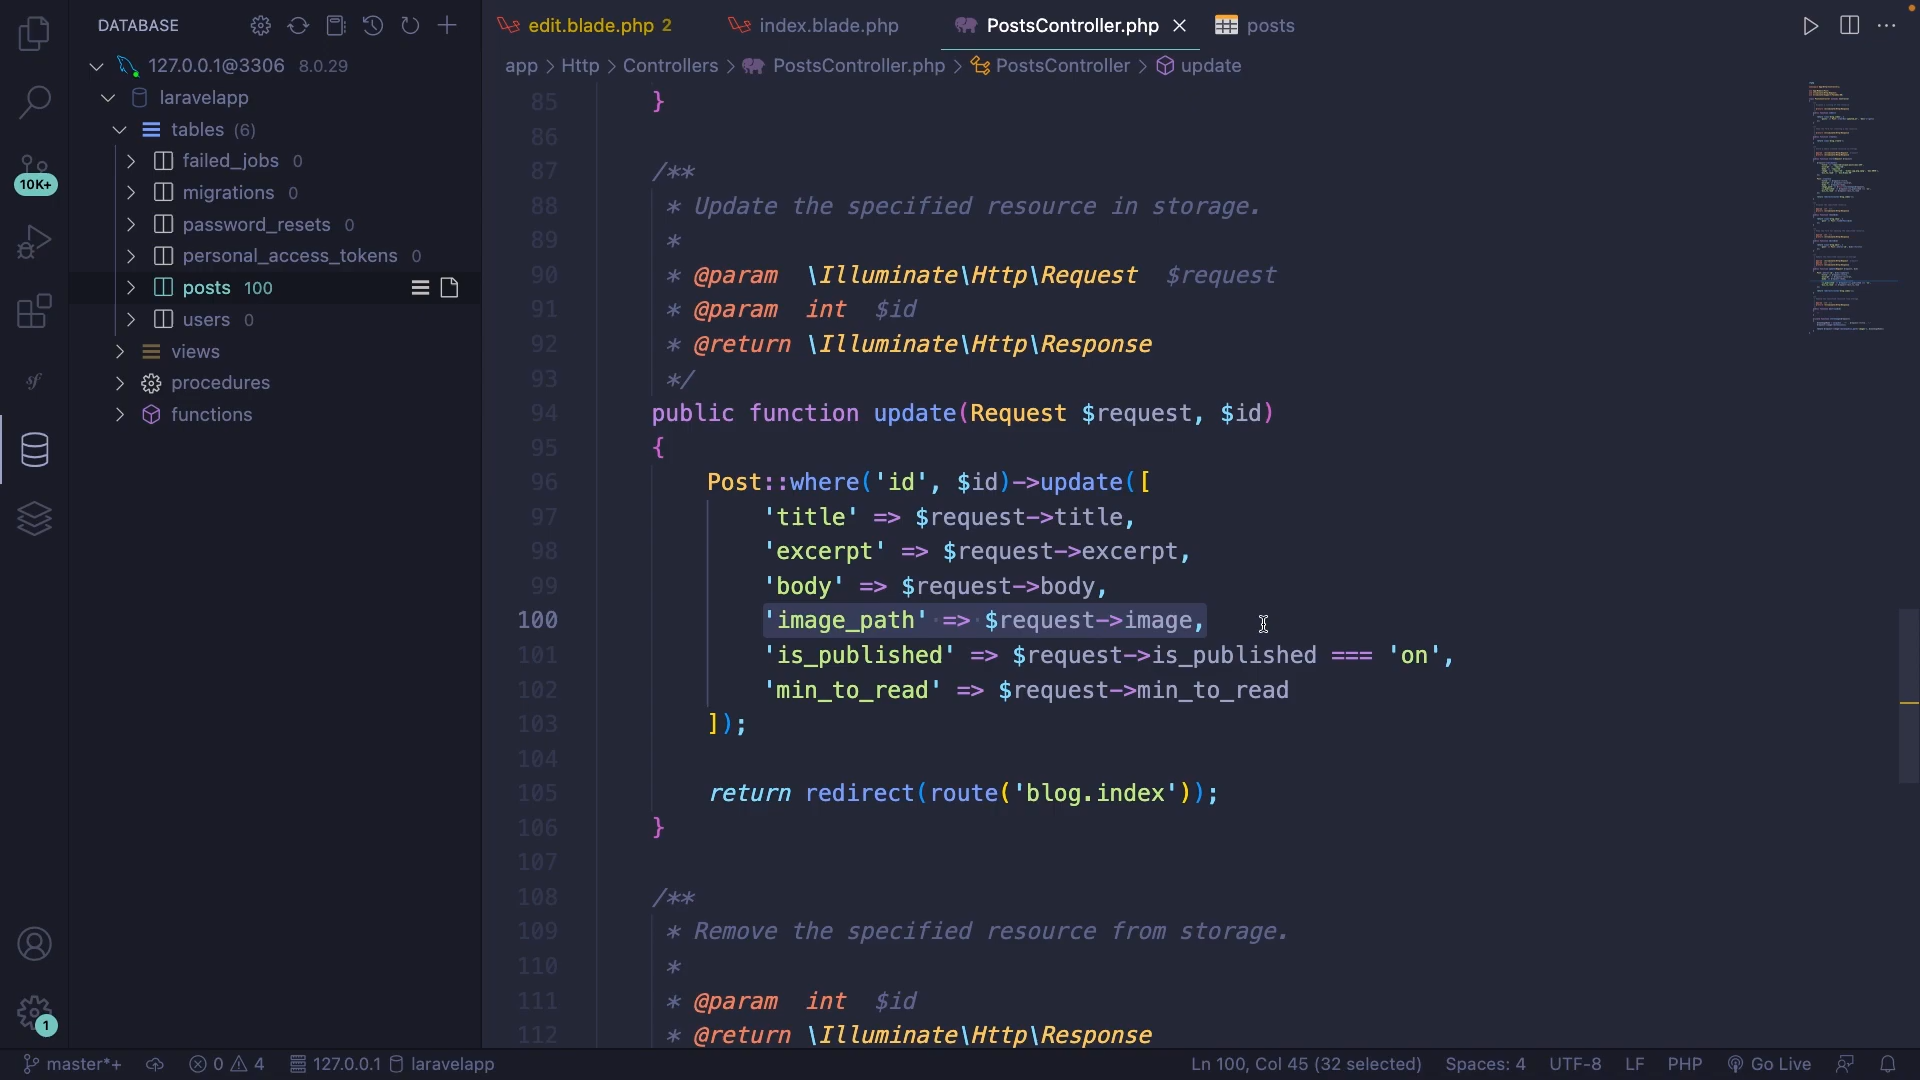 DATABASE
edit.blade.php 2
index.blade.php
PostsController.php
posts
127.0.0.1@3306 8.0.29
app > Http > Controllers > PostsController.php > PostsController > update
laravelapp
tables (6)
failed_jobs 0
migrations 0
password_resets 0
personal_access_tokens 0
posts 100
users 0
views
procedures
functions
10K+
1
85 }
86
87 /**
88 * Update the specified resource in storage.
89 *
90 * @param  \Illuminate\Http\Request  $request
91 * @param  int  $id
92 * @return \Illuminate\Http\Response
93 */
94 public function update(Request $request, $id)
95 {
96 Post::where('id', $id)->update([
97 'title' => $request->title,
98 'excerpt' => $request->excerpt,
99 'body' => $request->body,
100 'image_path' => $request->image,
101 'is_published' => $request->is_published === 'on',
102 'min_to_read' => $request->min_to_read
103 ]);
104
105 return redirect(route('blog.index'));
106 }
107
108 /**
109 * Remove the specified resource from storage.
110 *
111 * @param  int  $id
112 * @return \Illuminate\Http\Response
master*+ 0 4 127.0.0.1 laravelapp Ln 100, Col 45 (32 selected) Spaces: 4 UTF-8 LF PHP Go Live